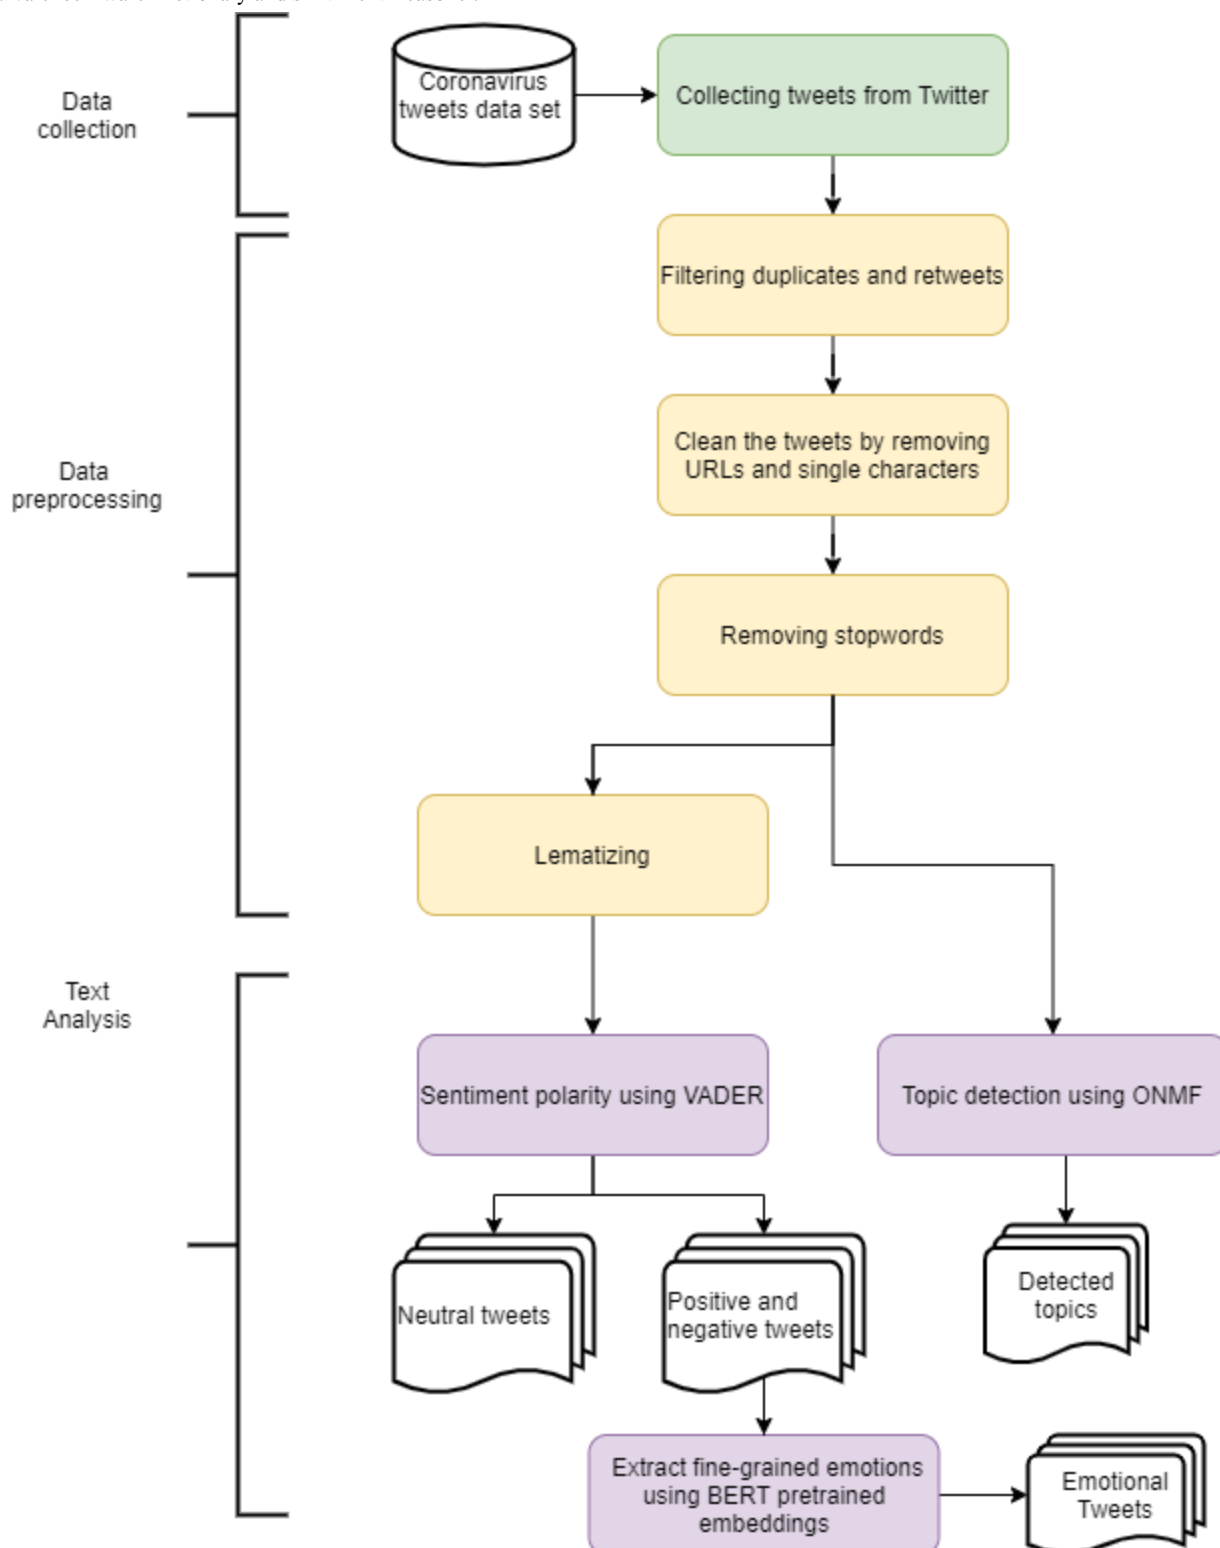 Data
collection
Coronavirus
tweets data set
Collecting tweets from Twitter
Filtering duplicates and retweets
Data
preprocessing
Clean the tweets by removing
URLs and single characters
Removing stopwords
Lematizing
Text
Analysis
Sentiment polarity using VADER
Topic detection using ONMF
Neutral tweets
Positive and
negative tweets
Detected
topics
Extract fine-grained emotions
using BERT pretrained
embeddings
Emotional
Tweets